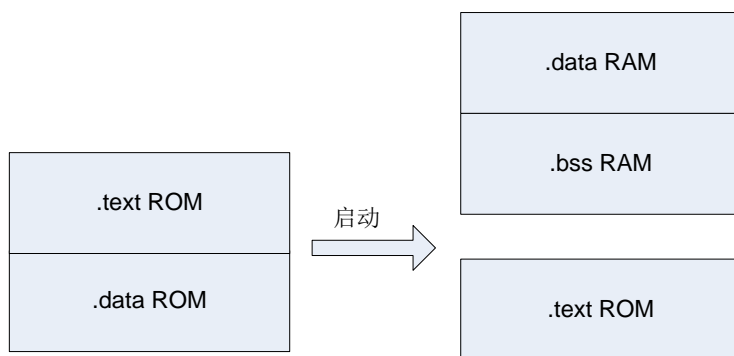 .text ROM
.data ROM
启动
.data RAM
.bss RAM
.text ROM